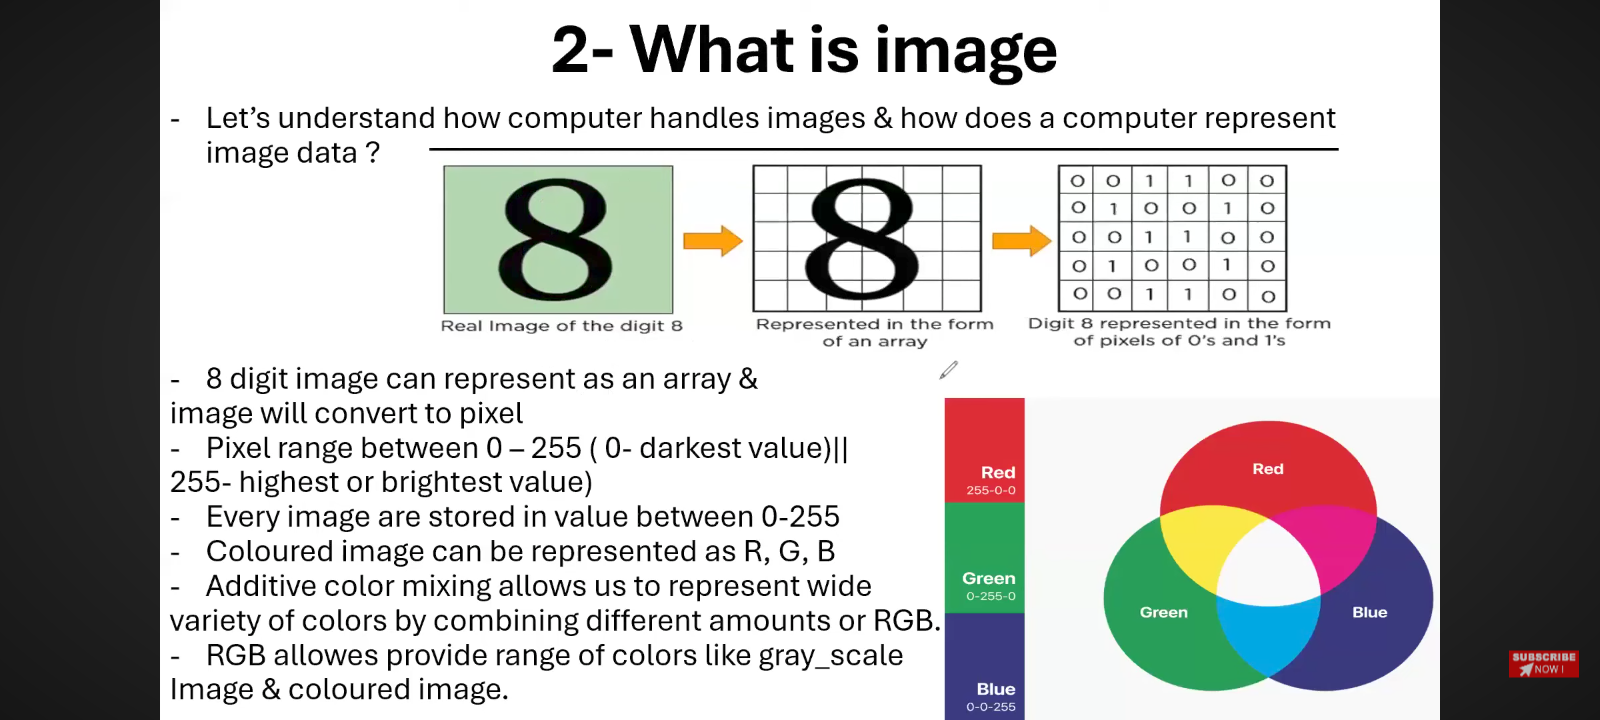 2- What is image
- Let's understand how computer handles images & how does a computer represent
image data ?
8
8
0 0 1 1 0 0
0 1 0 0 1 0
0 0 1 1 0 0
0 1 0 0 1 0
0 0 1 1 0 0
Real Image of the digit 8
Represented in the form
of an array
Digit 8 represented in the form
of pixels of 0's and 1's
- 8 digit image can represent as an array &
image will convert to pixel
- Pixel range between 0 – 255 ( 0- darkest value)||
255- highest or brightest value)
- Every image are stored in value between 0-255
- Coloured image can be represented as R, G, B
- Additive color mixing allows us to represent wide
variety of colors by combining different amounts or RGB.
- RGB allowes provide range of colors like gray_scale
Image & coloured image.
Red
255-0-0
Green
0-255-0
Blue
0-0-255
Red
Green
Blue
SUBSCRIBE
NOW !